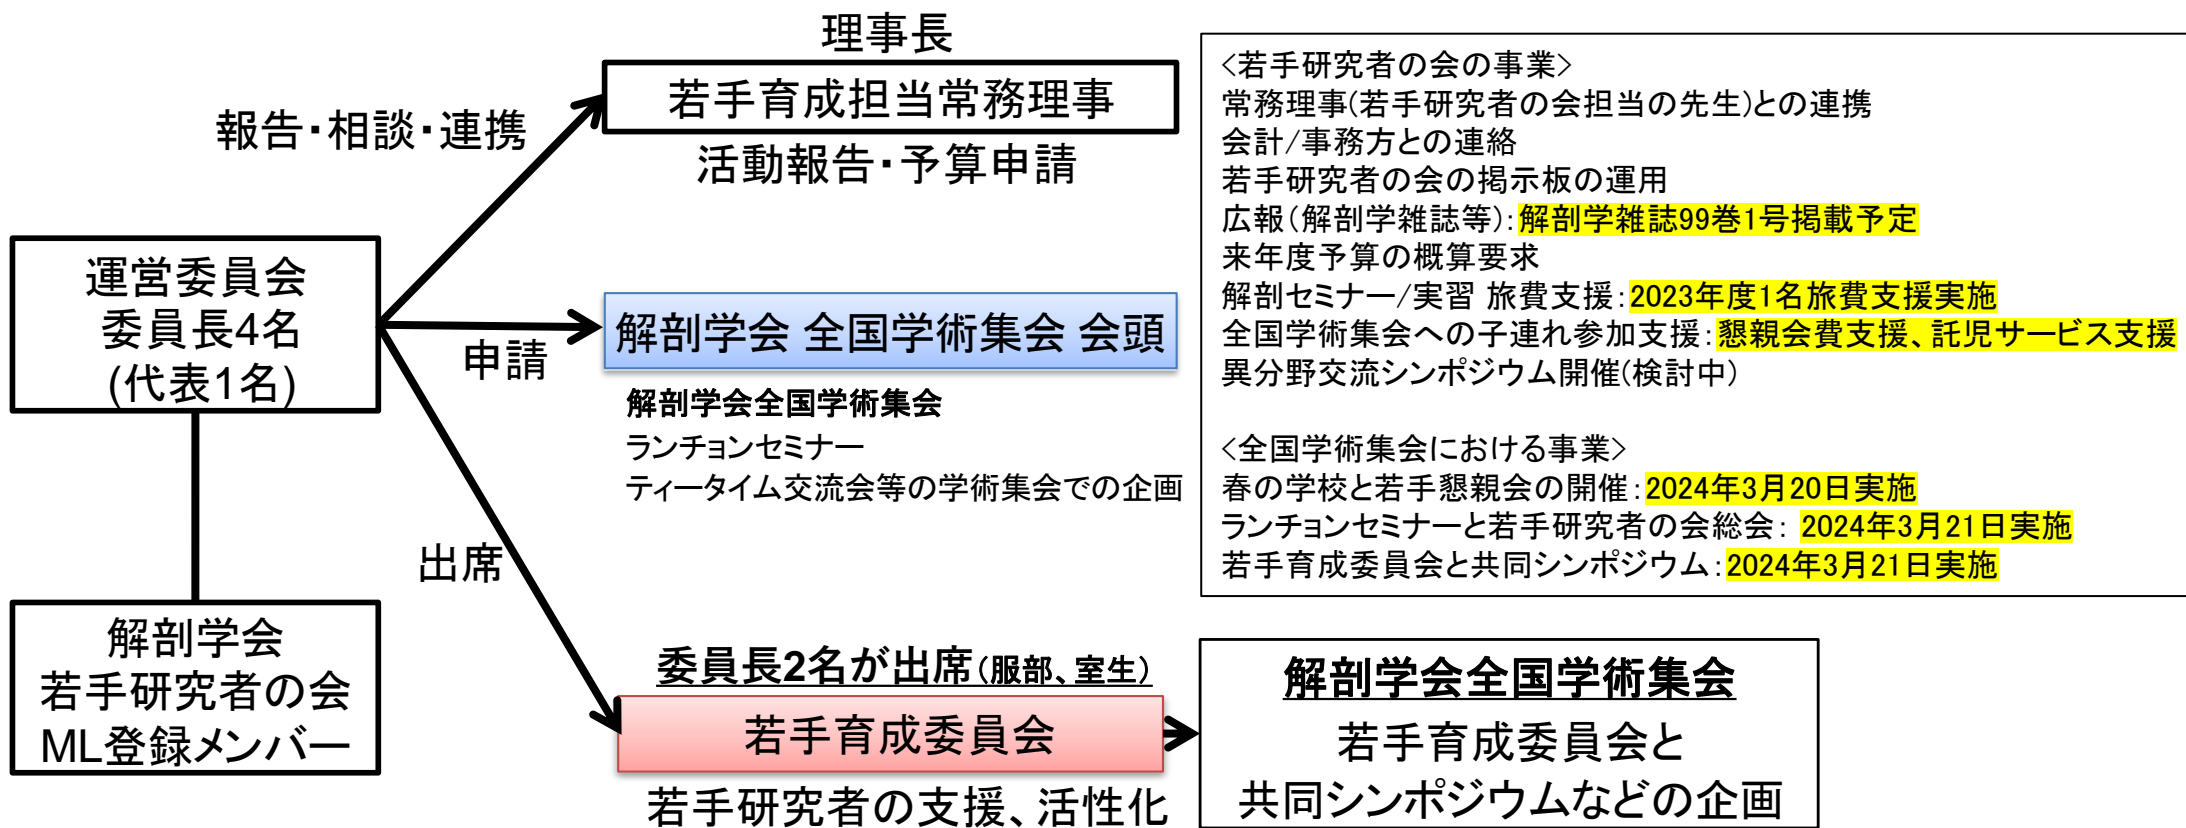 理事長
若手育成担当常務理事
活動報告・予算申請
報告・相談・連携
運営委員会
委員長4名
(代表1名)
申請
解剖学会 全国学術集会 会頭
解剖学会全国学術集会
ランチョンセミナー
ティータイム交流会等の学術集会での企画
出席
解剖学会
若手研究者の会
ML登録メンバー
委員長2名が出席(服部、室生)
若手育成委員会
若手研究者の支援、活性化
解剖学会全国学術集会
若手育成委員会と
共同シンポジウムなどの企画
<若手研究者の会の事業>
常務理事(若手研究者の会担当の先生)との連携
会計/事務方との連絡
若手研究者の会の掲示板の運用
広報(解剖学雑誌等):解剖学雑誌99巻1号掲載予定
来年度予算の概算要求
解剖セミナー/実習 旅費支援:2023年度1名旅費支援実施
全国学術集会への子連れ参加支援:懇親会費支援、託児サービス支援
異分野交流シンポジウム開催(検討中)
<全国学術集会における事業>
春の学校と若手懇親会の開催:2024年3月20日実施
ランチョンセミナーと若手研究者の会総会: 2024年3月21日実施
若手育成委員会と共同シンポジウム:2024年3月21日実施